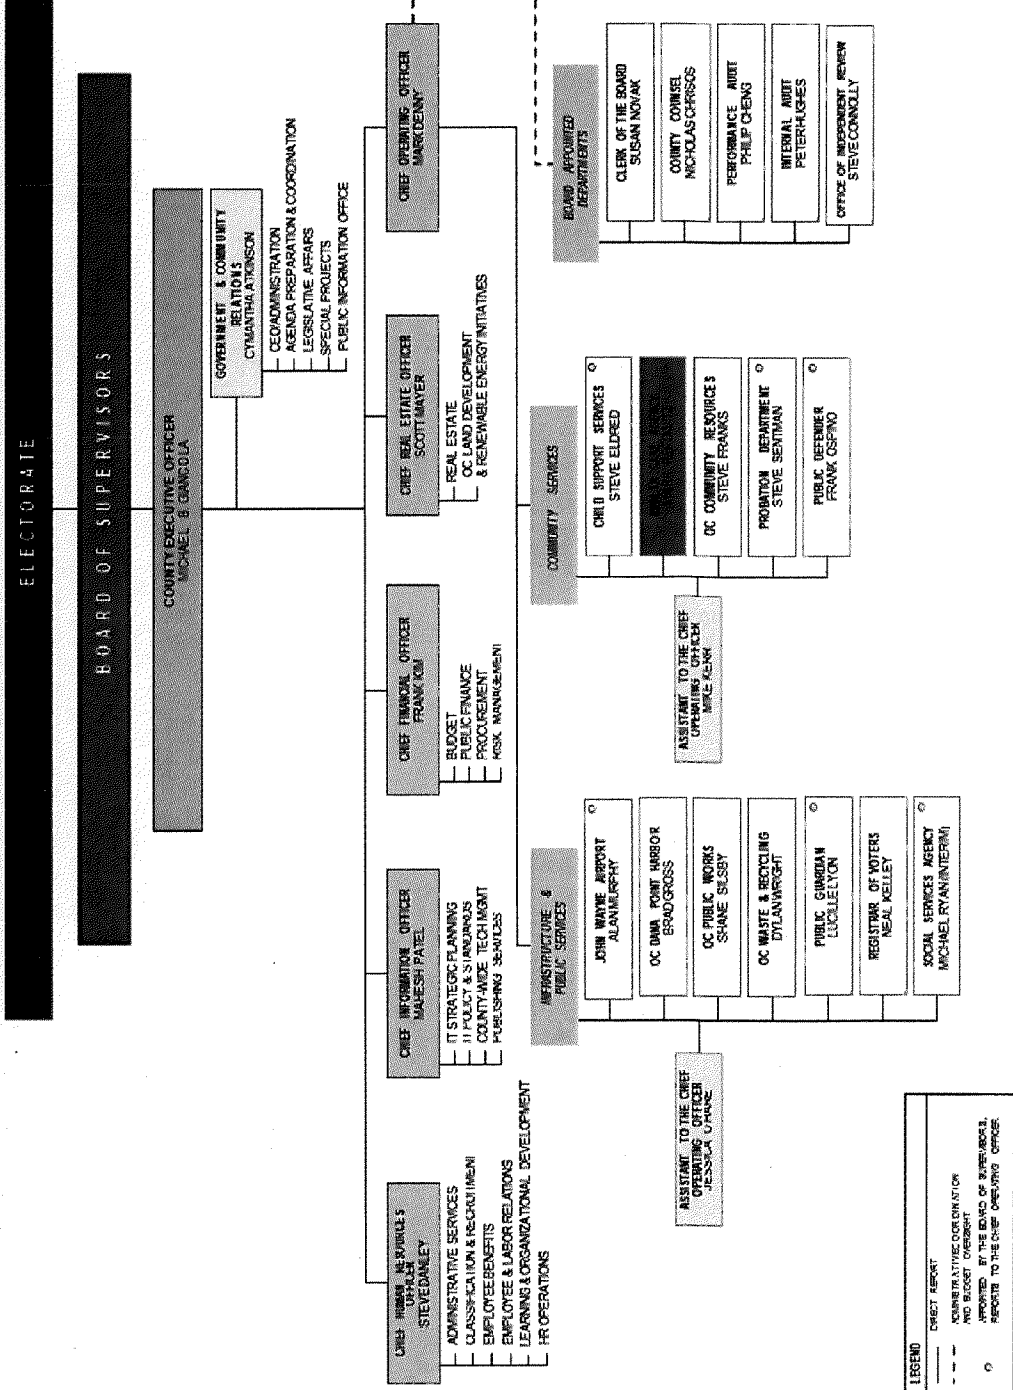 ELECTORATE
BOARD OF SUPERVISORS
COUNTY EXECUTIVE OFFICER
MICHAEL B. GIANCOLA
GOVERNMENT & COMMUNITY
RELATIONS
CYMANTHA ATKINSON
CEO/ADMINISTRATION
AGENDA PREPARATION & COORDINATION
LEGISLATIVE AFFAIRS
SPECIAL PROJECTS
PUBLIC INFORMATION OFFICE
CHIEF HUMAN RESOURCES
OFFICER
STEVE DANLEY
ADMINISTRATIVE SERVICES
CLASSIFICATION & RECRUITMENT
EMPLOYEE BENEFITS
EMPLOYEE & LABOR RELATIONS
LEARNING & ORGANIZATIONAL DEVELOPMENT
HR OPERATIONS
CHIEF INFORMATION OFFICER
MAHESH PATEL
IT STRATEGIC PLANNING
IT POLICY & STANDARDS
COUNTY-WIDE TECH MGMT
PUBLISHING SERVICES
CHIEF FINANCIAL OFFICER
FRANK KIM
BUDGET
PUBLIC FINANCE
PROCUREMENT
RISK MANAGEMENT
CHIEF REAL ESTATE OFFICER
SCOTT MAYER
REAL ESTATE
OC LAND DEVELOPMENT
& RENEWABLE ENERGY INITIATIVES
CHIEF OPERATING OFFICER
MARK DENNY
INFRASTRUCTURE &
PUBLIC SERVICES
JOHN WAYNE AIRPORT
ALAN MURPHY
OC DANA POINT HARBOR
BRAD GROSS
OC PUBLIC WORKS
SHANE SILSBY
OC WASTE & RECYCLING
DYLAN WRIGHT
PUBLIC GUARDIAN
LUCILLE LYON
REGISTRAR OF VOTERS
NEAL KELLEY
SOCIAL SERVICES AGENCY
MICHAEL RYAN (INTERIM)
ASSISTANT TO THE CHIEF
OPERATING OFFICER
JESSICA O'HARE
COMMUNITY SERVICES
CHILD SUPPORT SERVICES
STEVE ELDRED
OC COMMUNITY RESOURCES
STEVE FRANKS
PROBATION DEPARTMENT
STEVE SENTMAN
PUBLIC DEFENDER
FRANK OSPINO
ASSISTANT TO THE CHIEF
OPERATING OFFICER
MIKE KERR
BOARD APPOINTED
DEPARTMENTS
CLERK OF THE BOARD
SUSAN NOVAK
COUNTY COUNSEL
NICHOLAS CHRISOS
PERFORMANCE AUDIT
PHILIP CHENG
INTERNAL AUDIT
PETER HUGHES
OFFICE OF INDEPENDENT REVIEW
STEVE CONNOLLY
LEGEND
DIRECT REPORT
ADMINISTRATIVE COORDINATION
AND BUDGET OVERSIGHT
APPOINTED BY THE BOARD OF SUPERVISORS,
REPORTS TO THE CHIEF OPERATING OFFICER